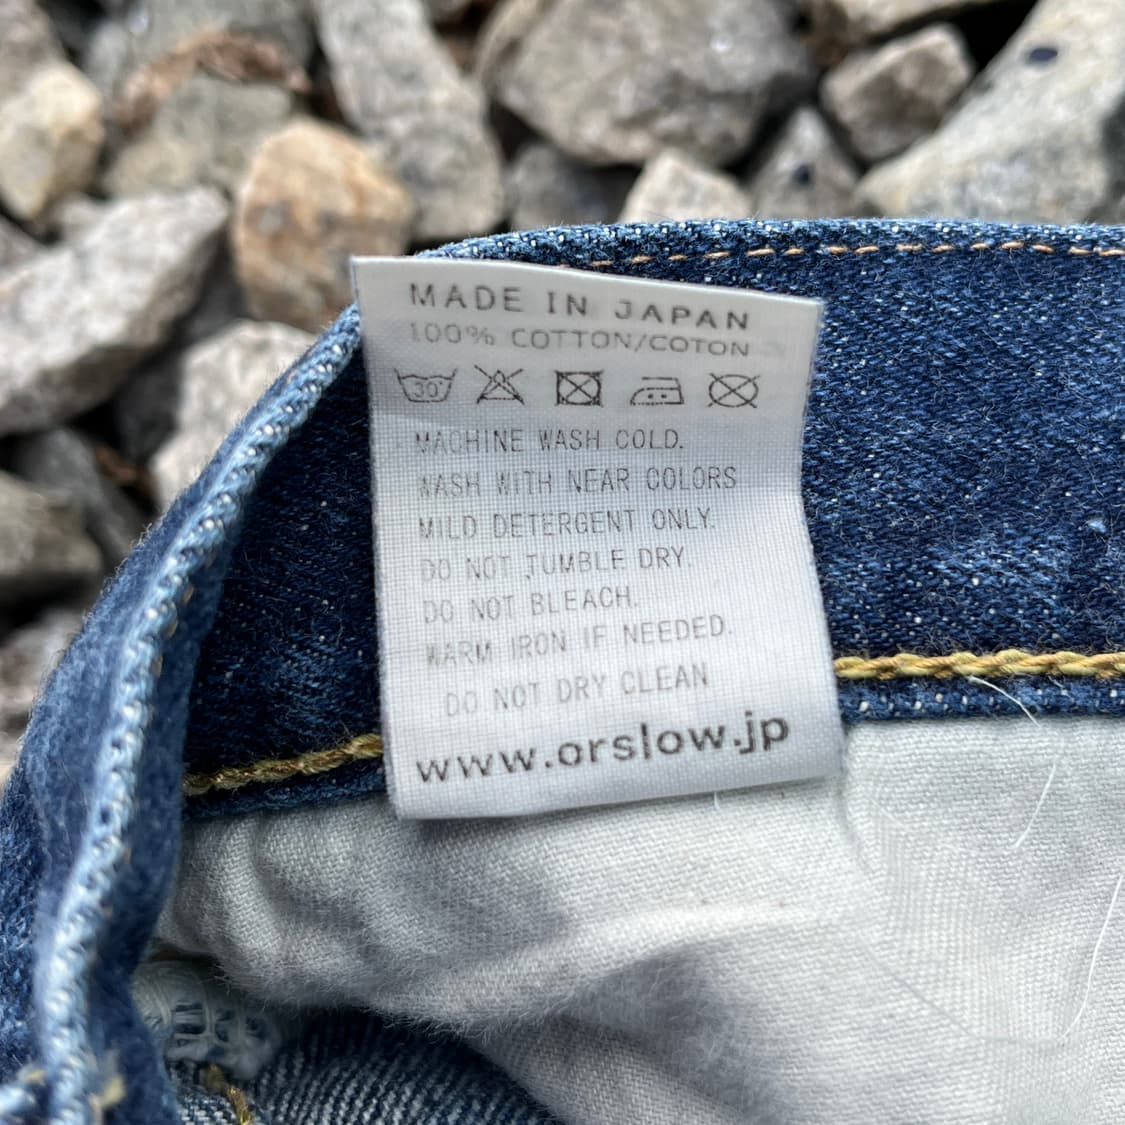 MADE IN JAPAN
100% COTTON/COTON
30°
MACHINE WASH COLD.
WASH WITH NEAR COLORS
MILD DETERGENT ONLY.
DO NOT TUMBLE DRY.
DO NOT BLEACH.
WARM IRON IF NEEDED.
DO NOT DRY CLEAN
www.orslow.jp